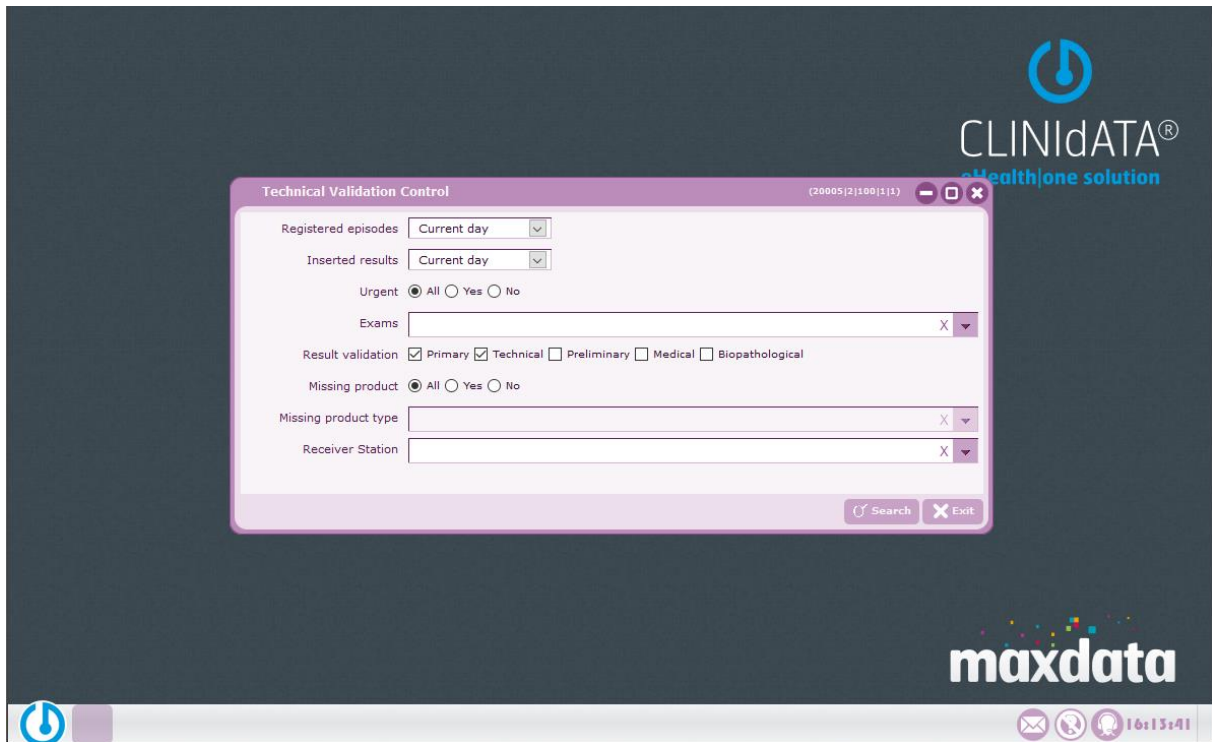 CLINIdATA®
eHealth|one solution
Technical Validation Control (20005|2|100|1|1)
Registered episodes Current day
Inserted results Current day
Urgent All Yes No
Exams X
Result validation Primary Technical Preliminary Medical Biopathological
Missing product All Yes No
Missing product type X
Receiver Station X
Search Exit
maxdata
16:13:41